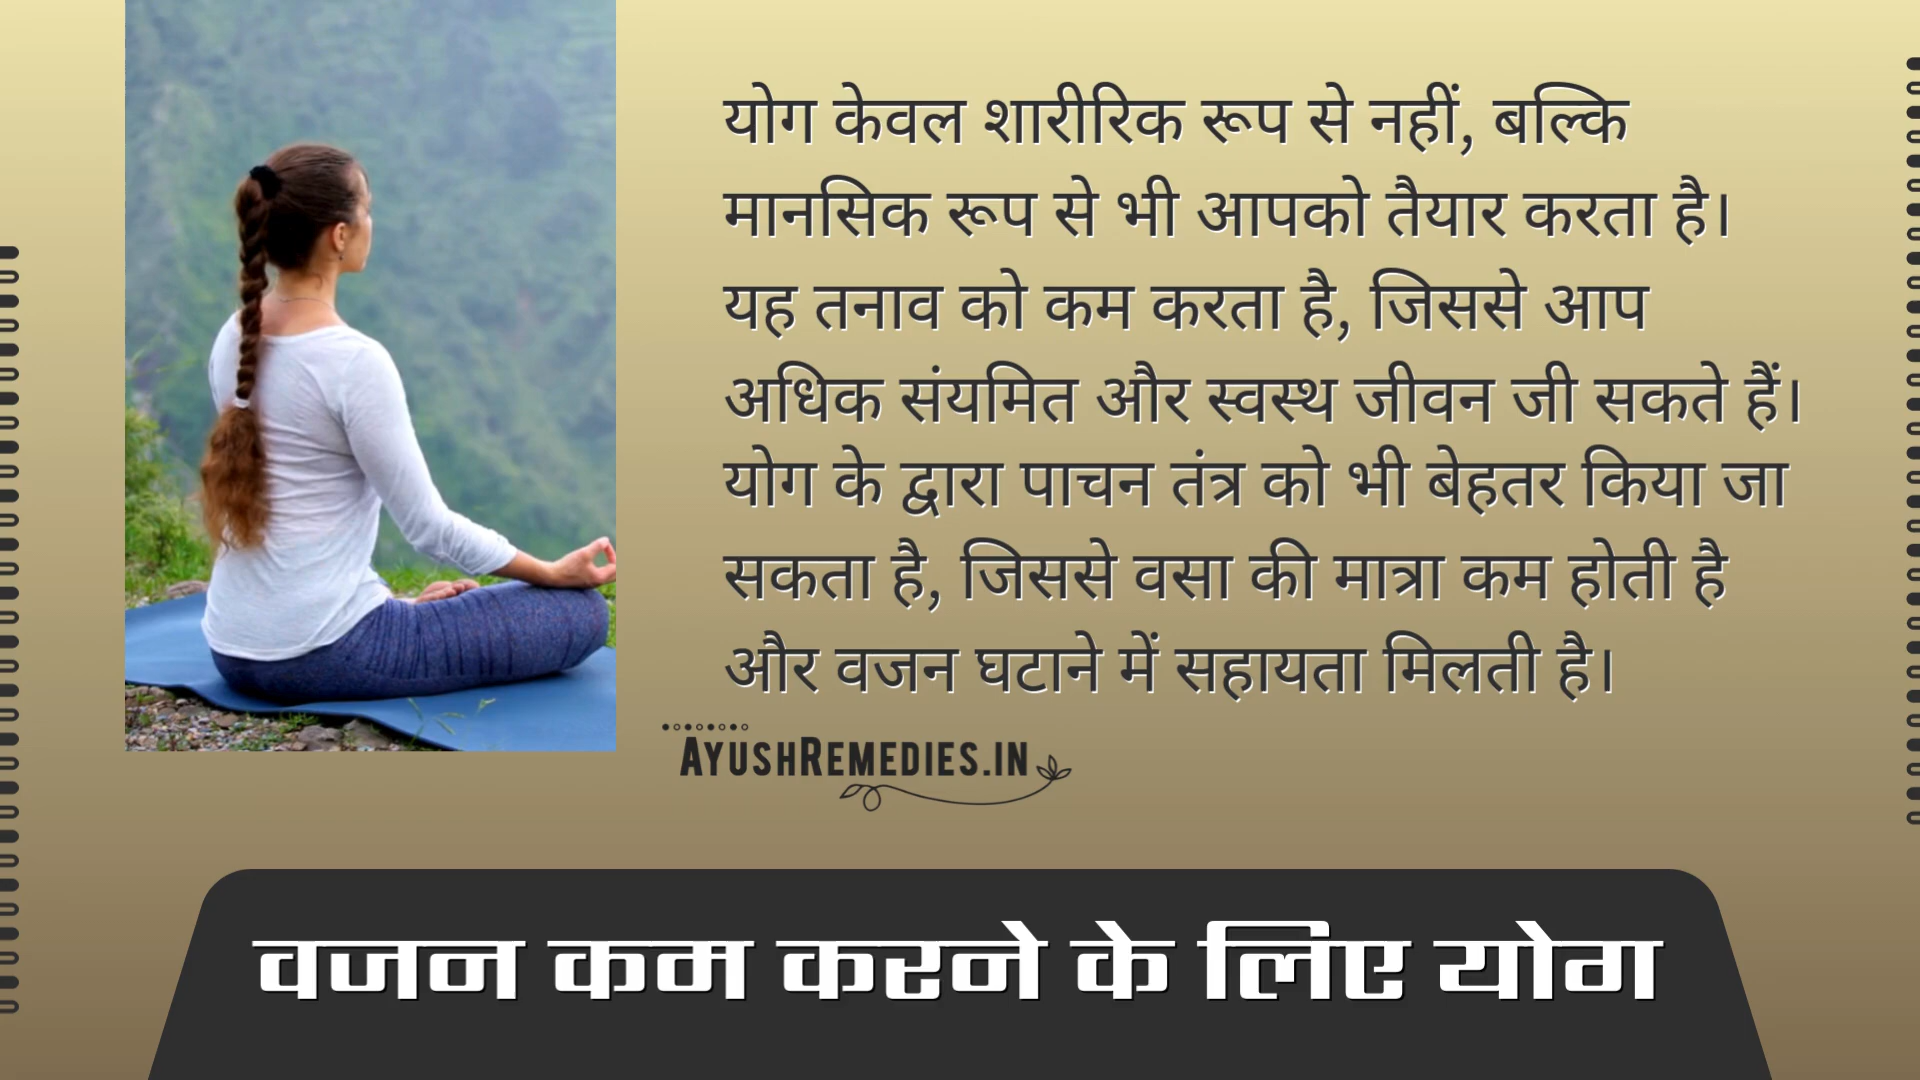 योग केवल शारीरिक रूप से नहीं, बल्कि
मानसिक रूप से भी आपको तैयार करता है।
यह तनाव को कम करता है, जिससे आप
अधिक संयमित और स्वस्थ जीवन जी सकते हैं।
योग के द्वारा पाचन तंत्र को भी बेहतर किया जा
सकता है, जिससे वसा की मात्रा कम होती है
और वजन घटाने में सहायता मिलती है।
AYUSHREMEDIES.IN
वजन कम करने के लिए योग